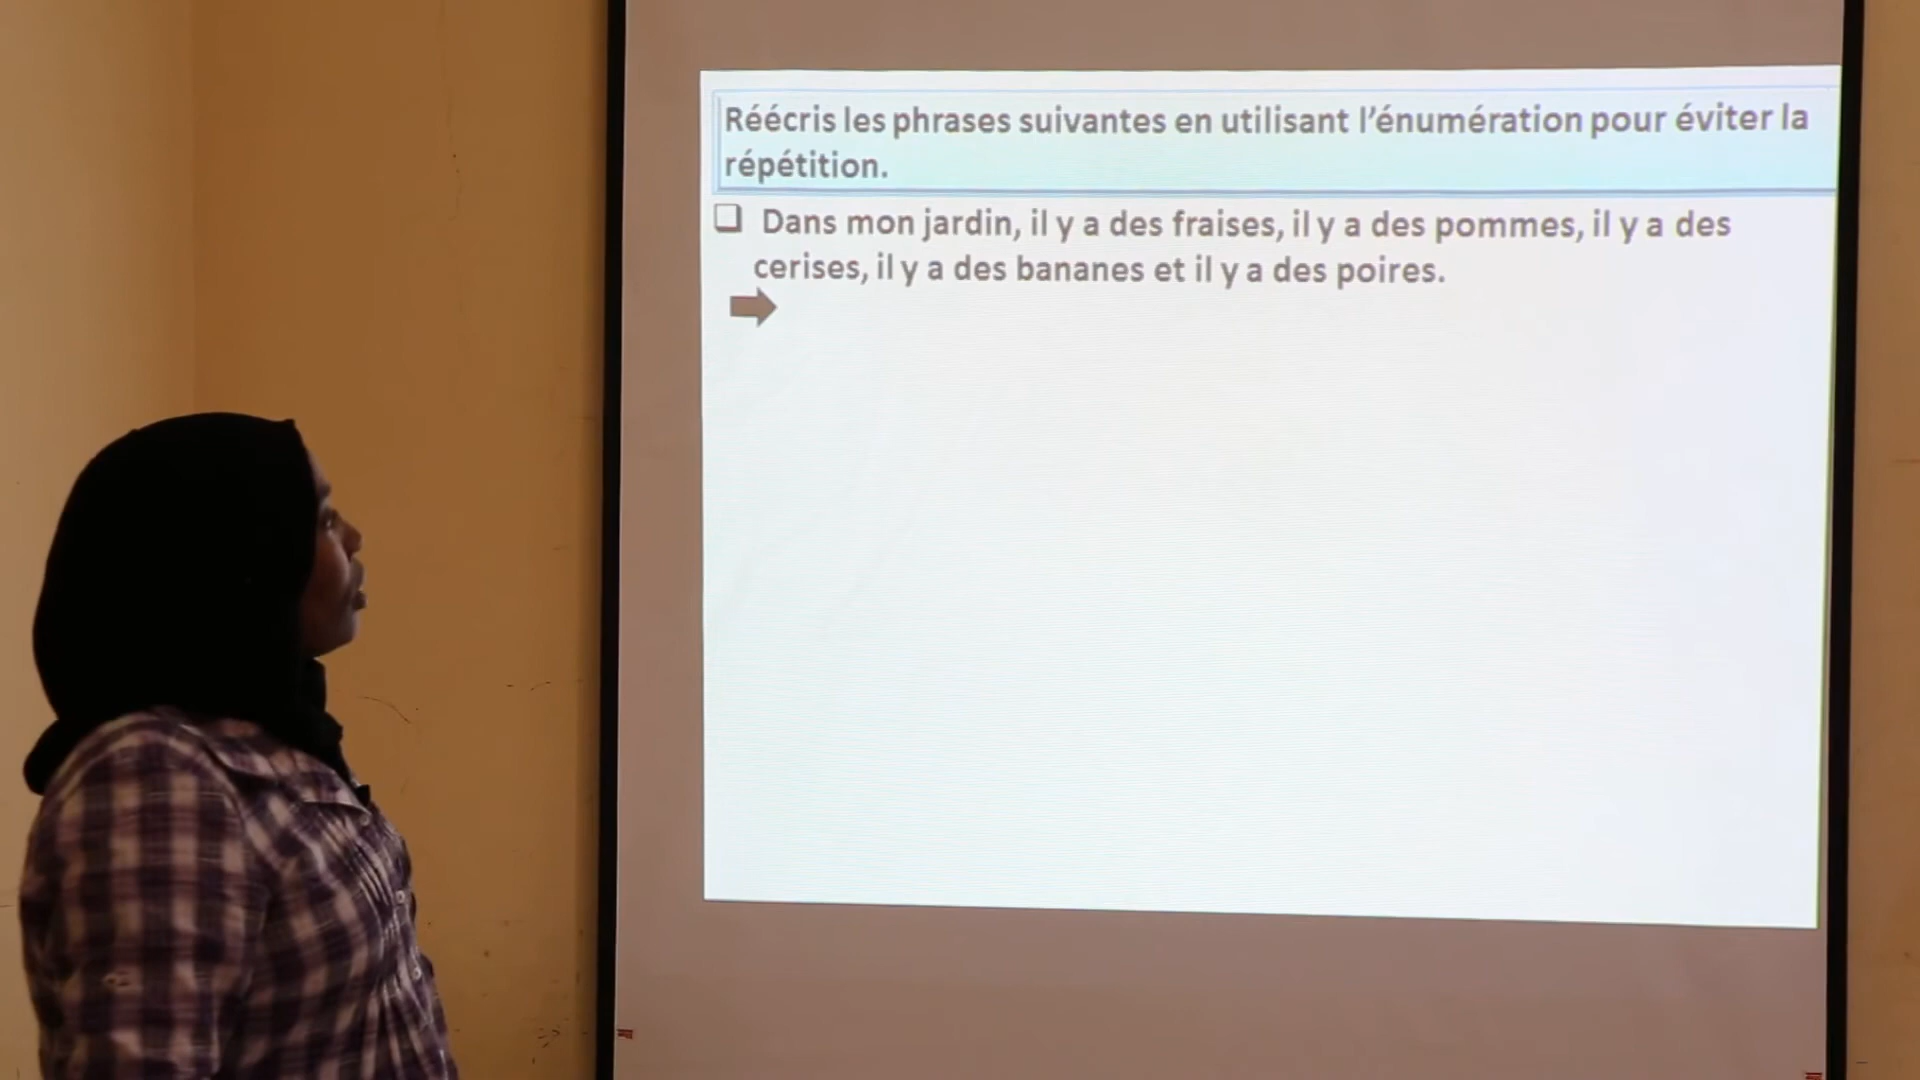 Réécris les phrases suivantes en utilisant l'énumération pour éviter la
répétition.
Dans mon jardin, il y a des fraises, il y a des pommes, il y a des
cerises, il y a des bananes et il y a des poires.